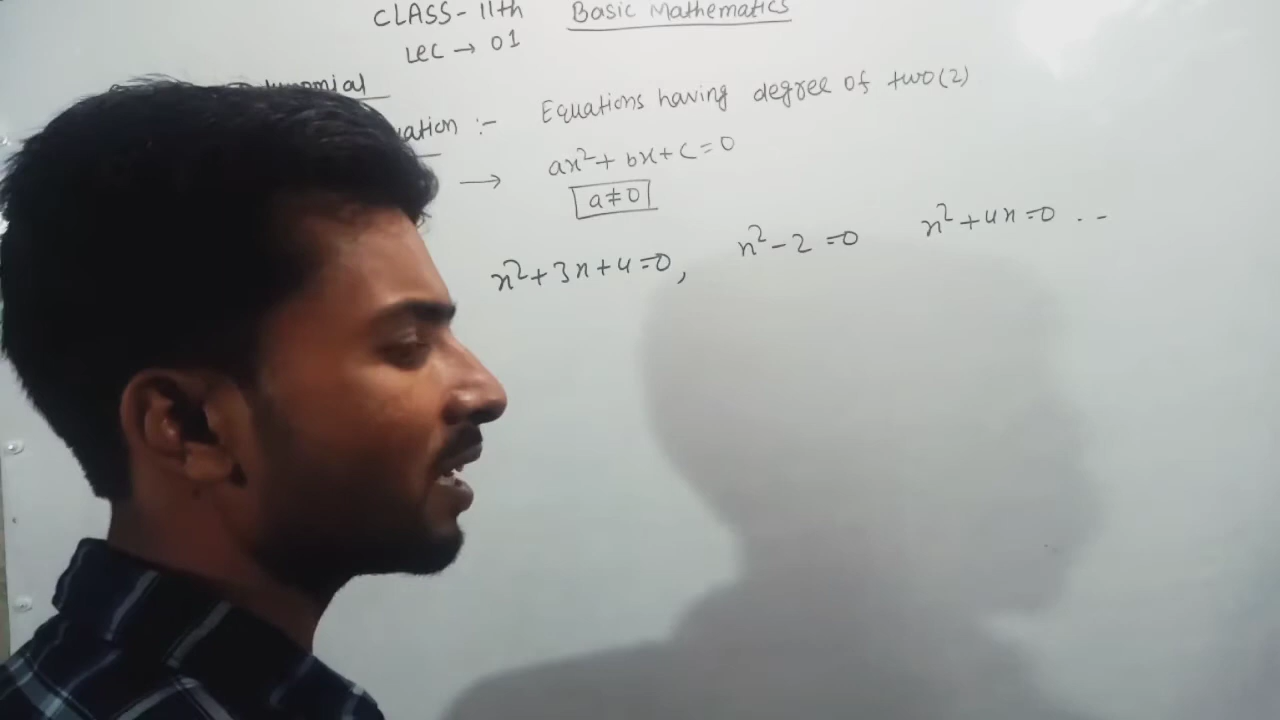 CLASS - 11th Basic Mathematics
Lec → 01
Equations having degree of two(2)
:-
→ ax²+ bx + c = 0
a ≠ 0
x²+3x+4=0, x²-2=0 x²+4x=0 . --